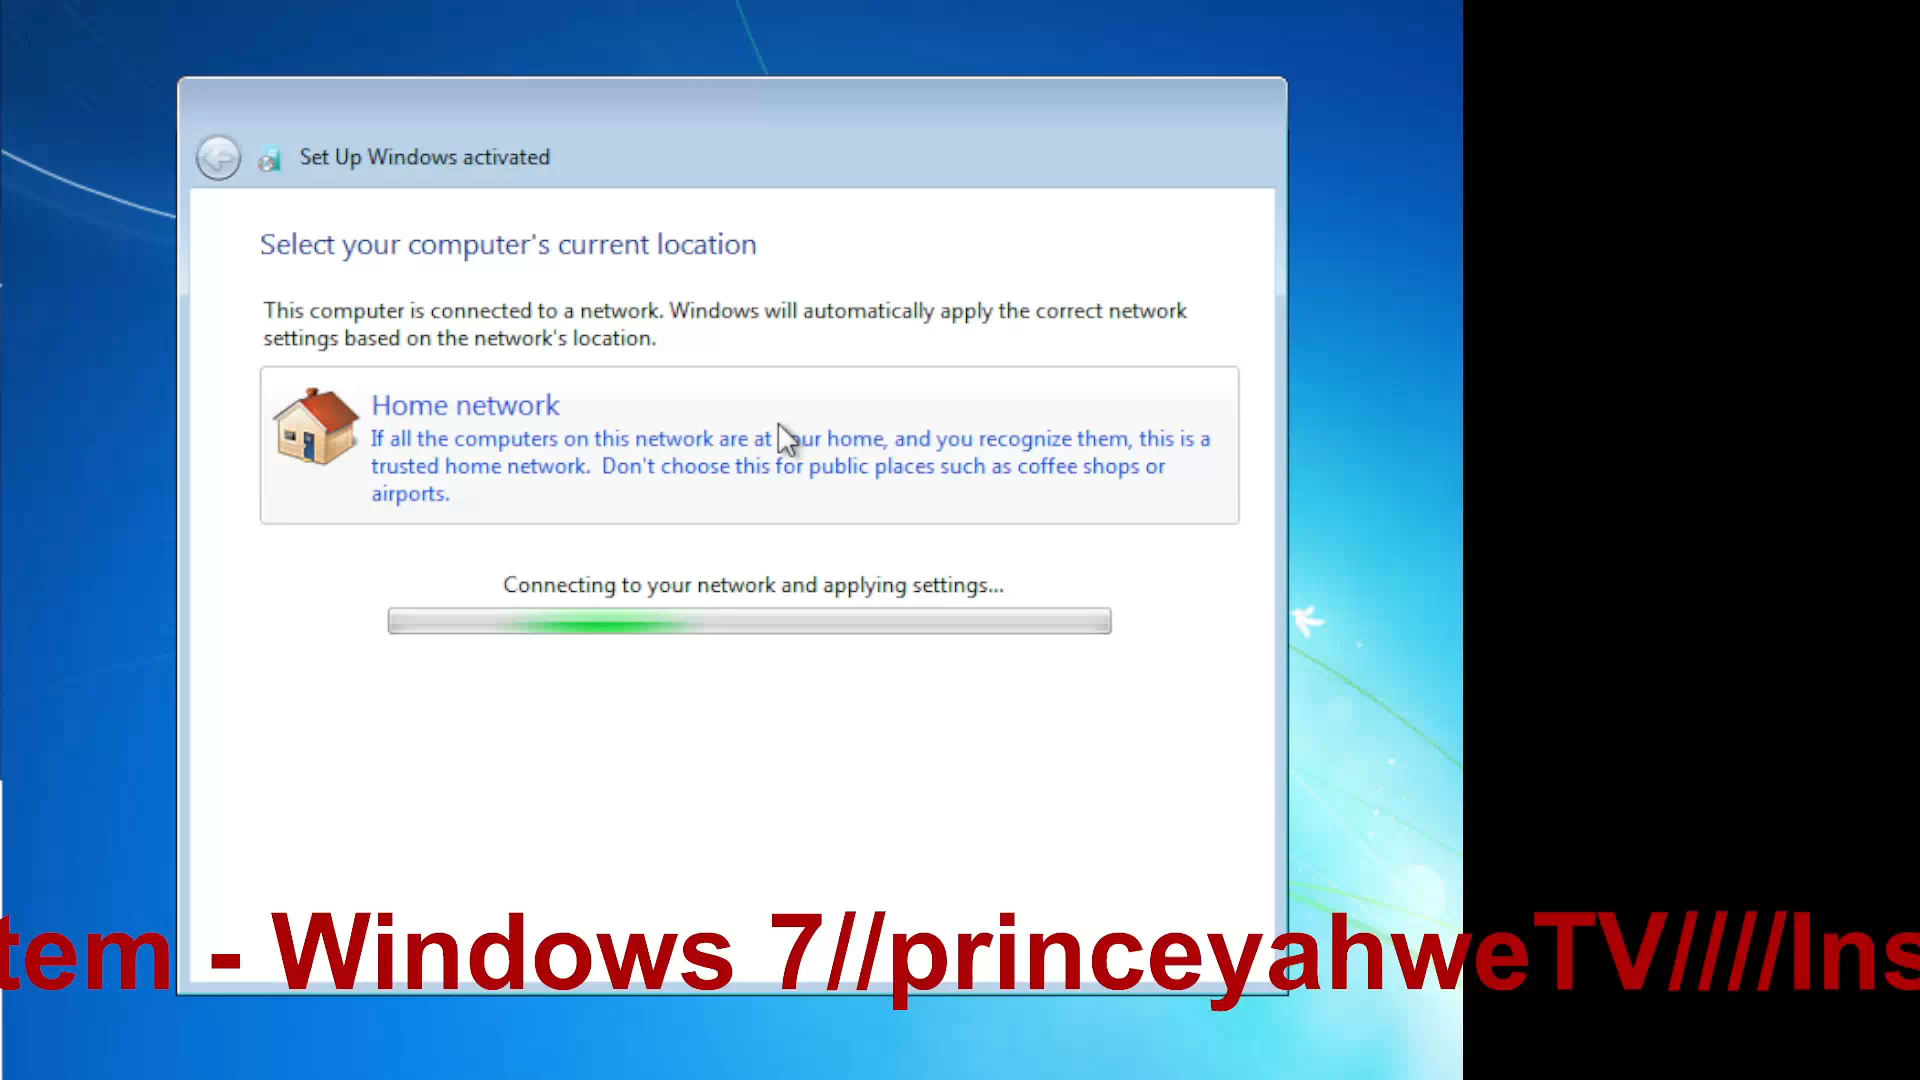 Set Up Windows activated
Select your computer's current location
This computer is connected to a network. Windows will automatically apply the correct network
settings based on the network's location.
Home network
If all the computers on this network are at your home, and you recognize them, this is a
trusted home network. Don't choose this for public places such as coffee shops or
airports.
Connecting to your network and applying settings...
tem - Windows 7//princeyahweTV////Ins